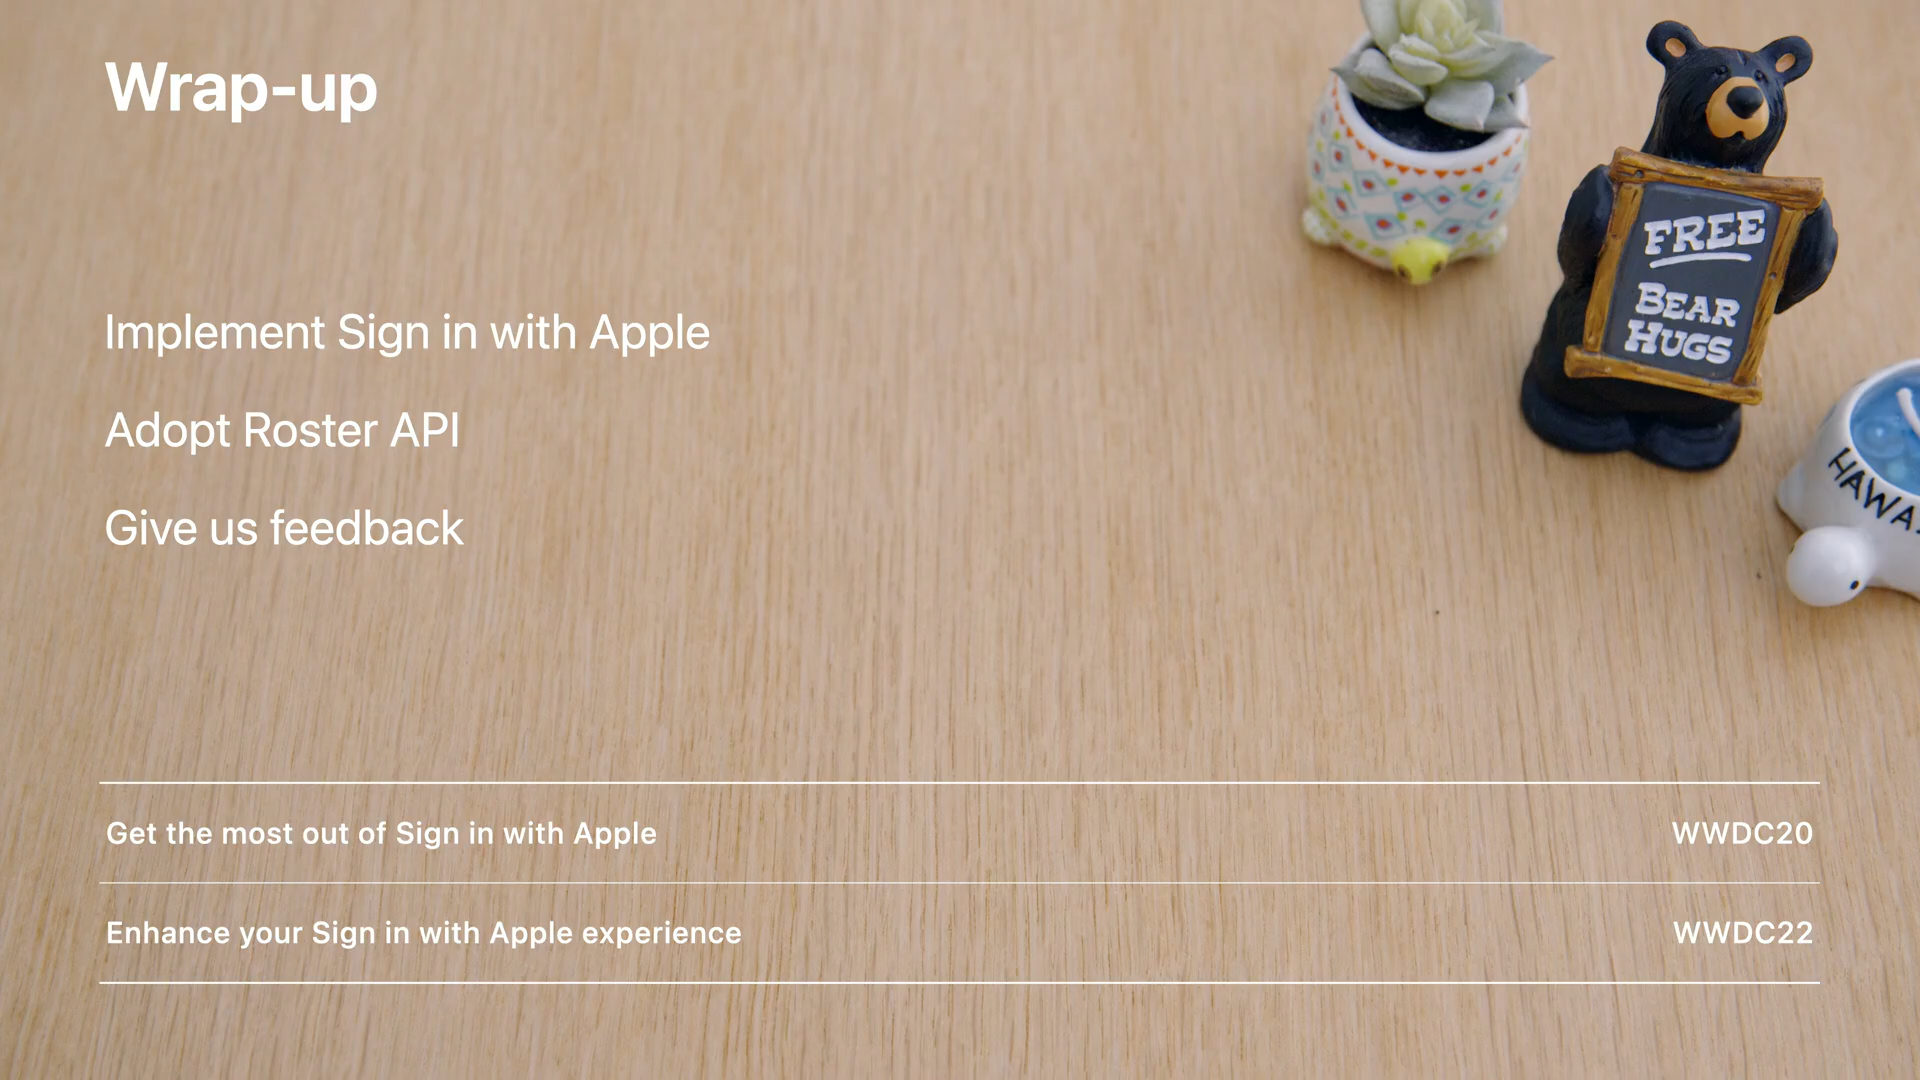 Wrap-up
Implement Sign in with Apple
Adopt Roster API
Give us feedback
FREE
BEAR
HUGS
Get the most out of Sign in with Apple WWDC20
Enhance your Sign in with Apple experience WWDC22